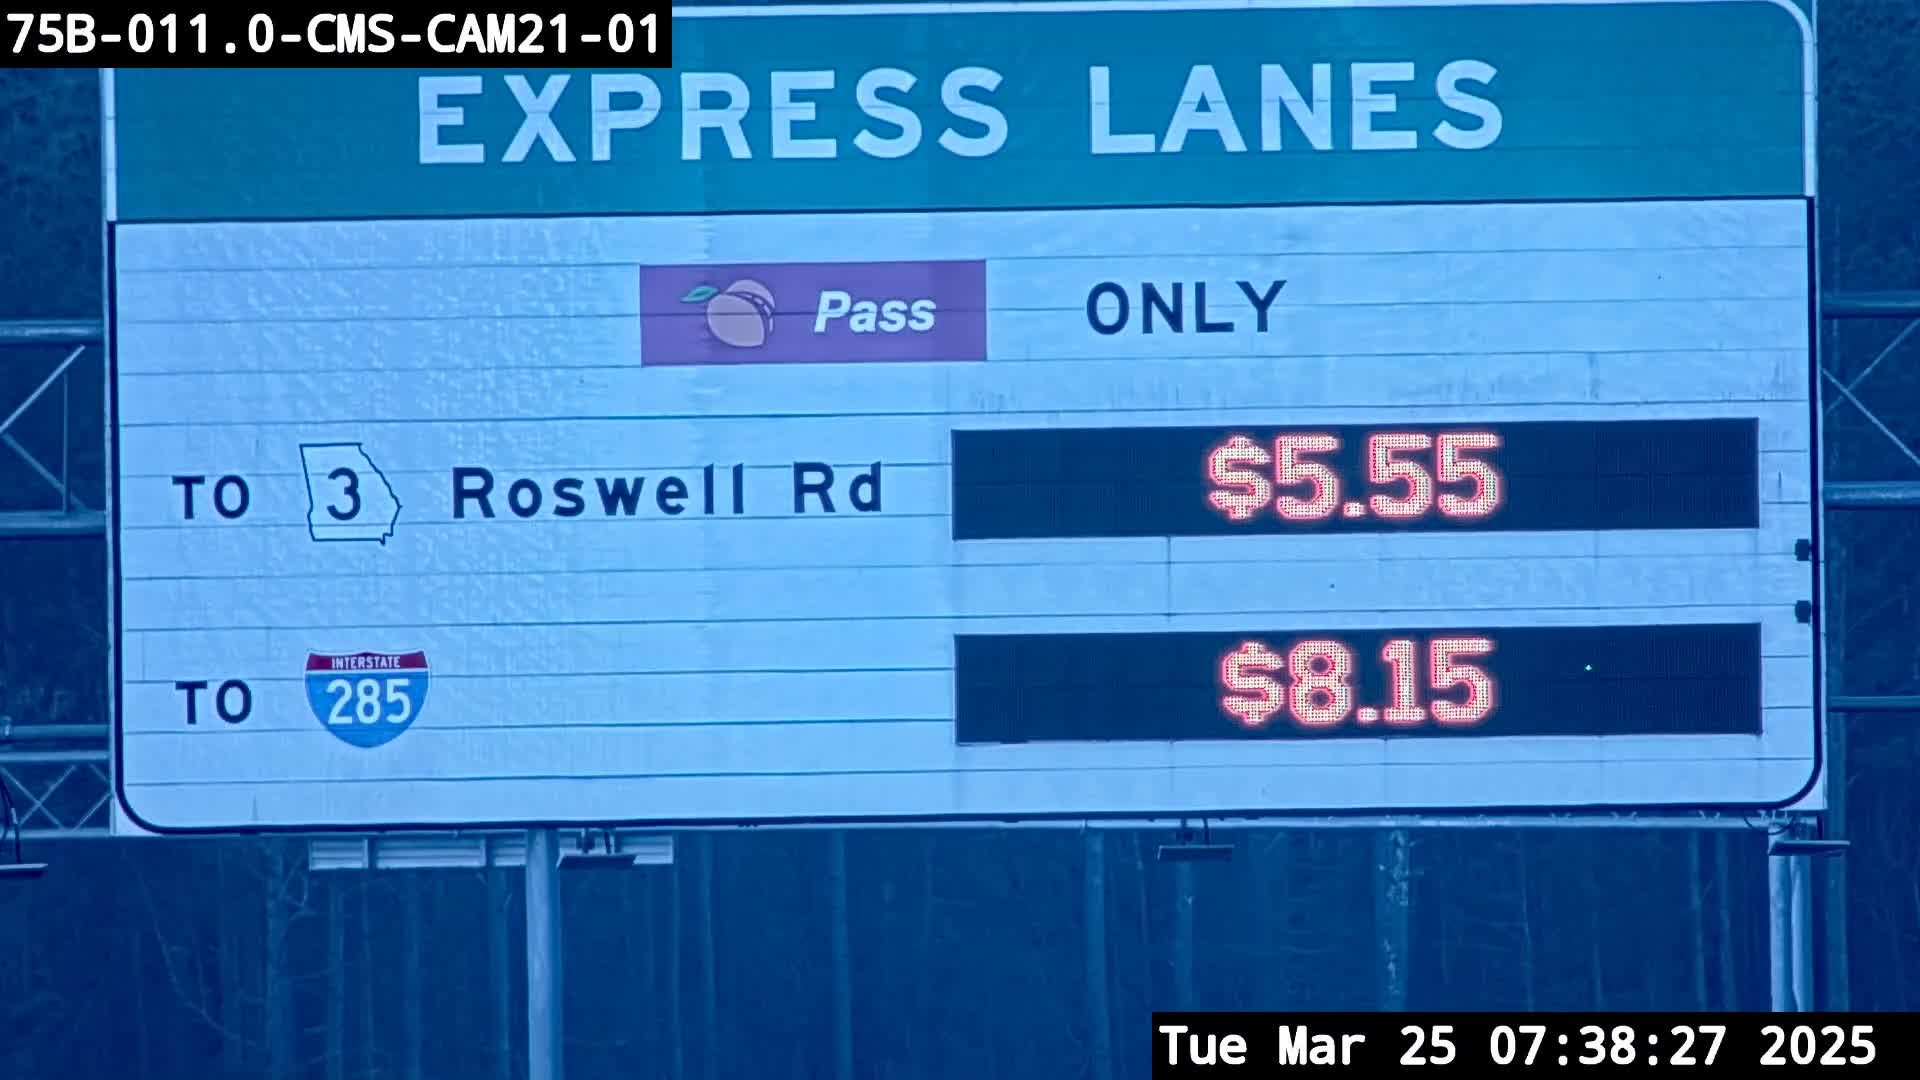 75B-011.0-CMS-CAM21-01
EXPRESS LANES
Pass ONLY
TO 3 Roswell Rd $5.55
TO INTERSTATE 285 $8.15
Tue Mar 25 07:38:27 2025